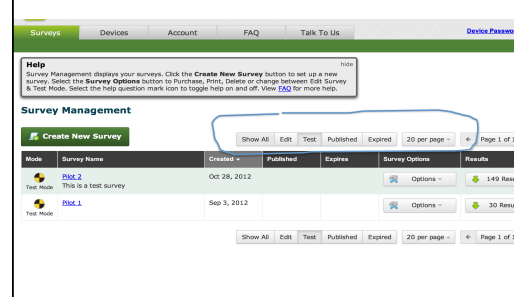 Surveys Devices Account FAQ Talk To Us Device Passwo
Help hide
Survey Management displays your surveys. Click the Create New Survey button to set up a new
survey. Select the Survey Options button to Purchase, Print, Delete or change between Edit Survey
& Test Mode. Select the help question mark icon to toggle help on and off. View FAQ for more help.
Survey Management
Create New Survey Show All Edit Test Published Expired 20 per page Page 1 of 1
Mode Survey Name Created Published Expires Survey Options Results
Pilot 2 Oct 28, 2012 Options 149 Resu
Test Mode This is a test survey
Pilot 1 Sep 3, 2012 Options 30 Resu
Test Mode
Show All Edit Test Published Expired 20 per page Page 1 of 1